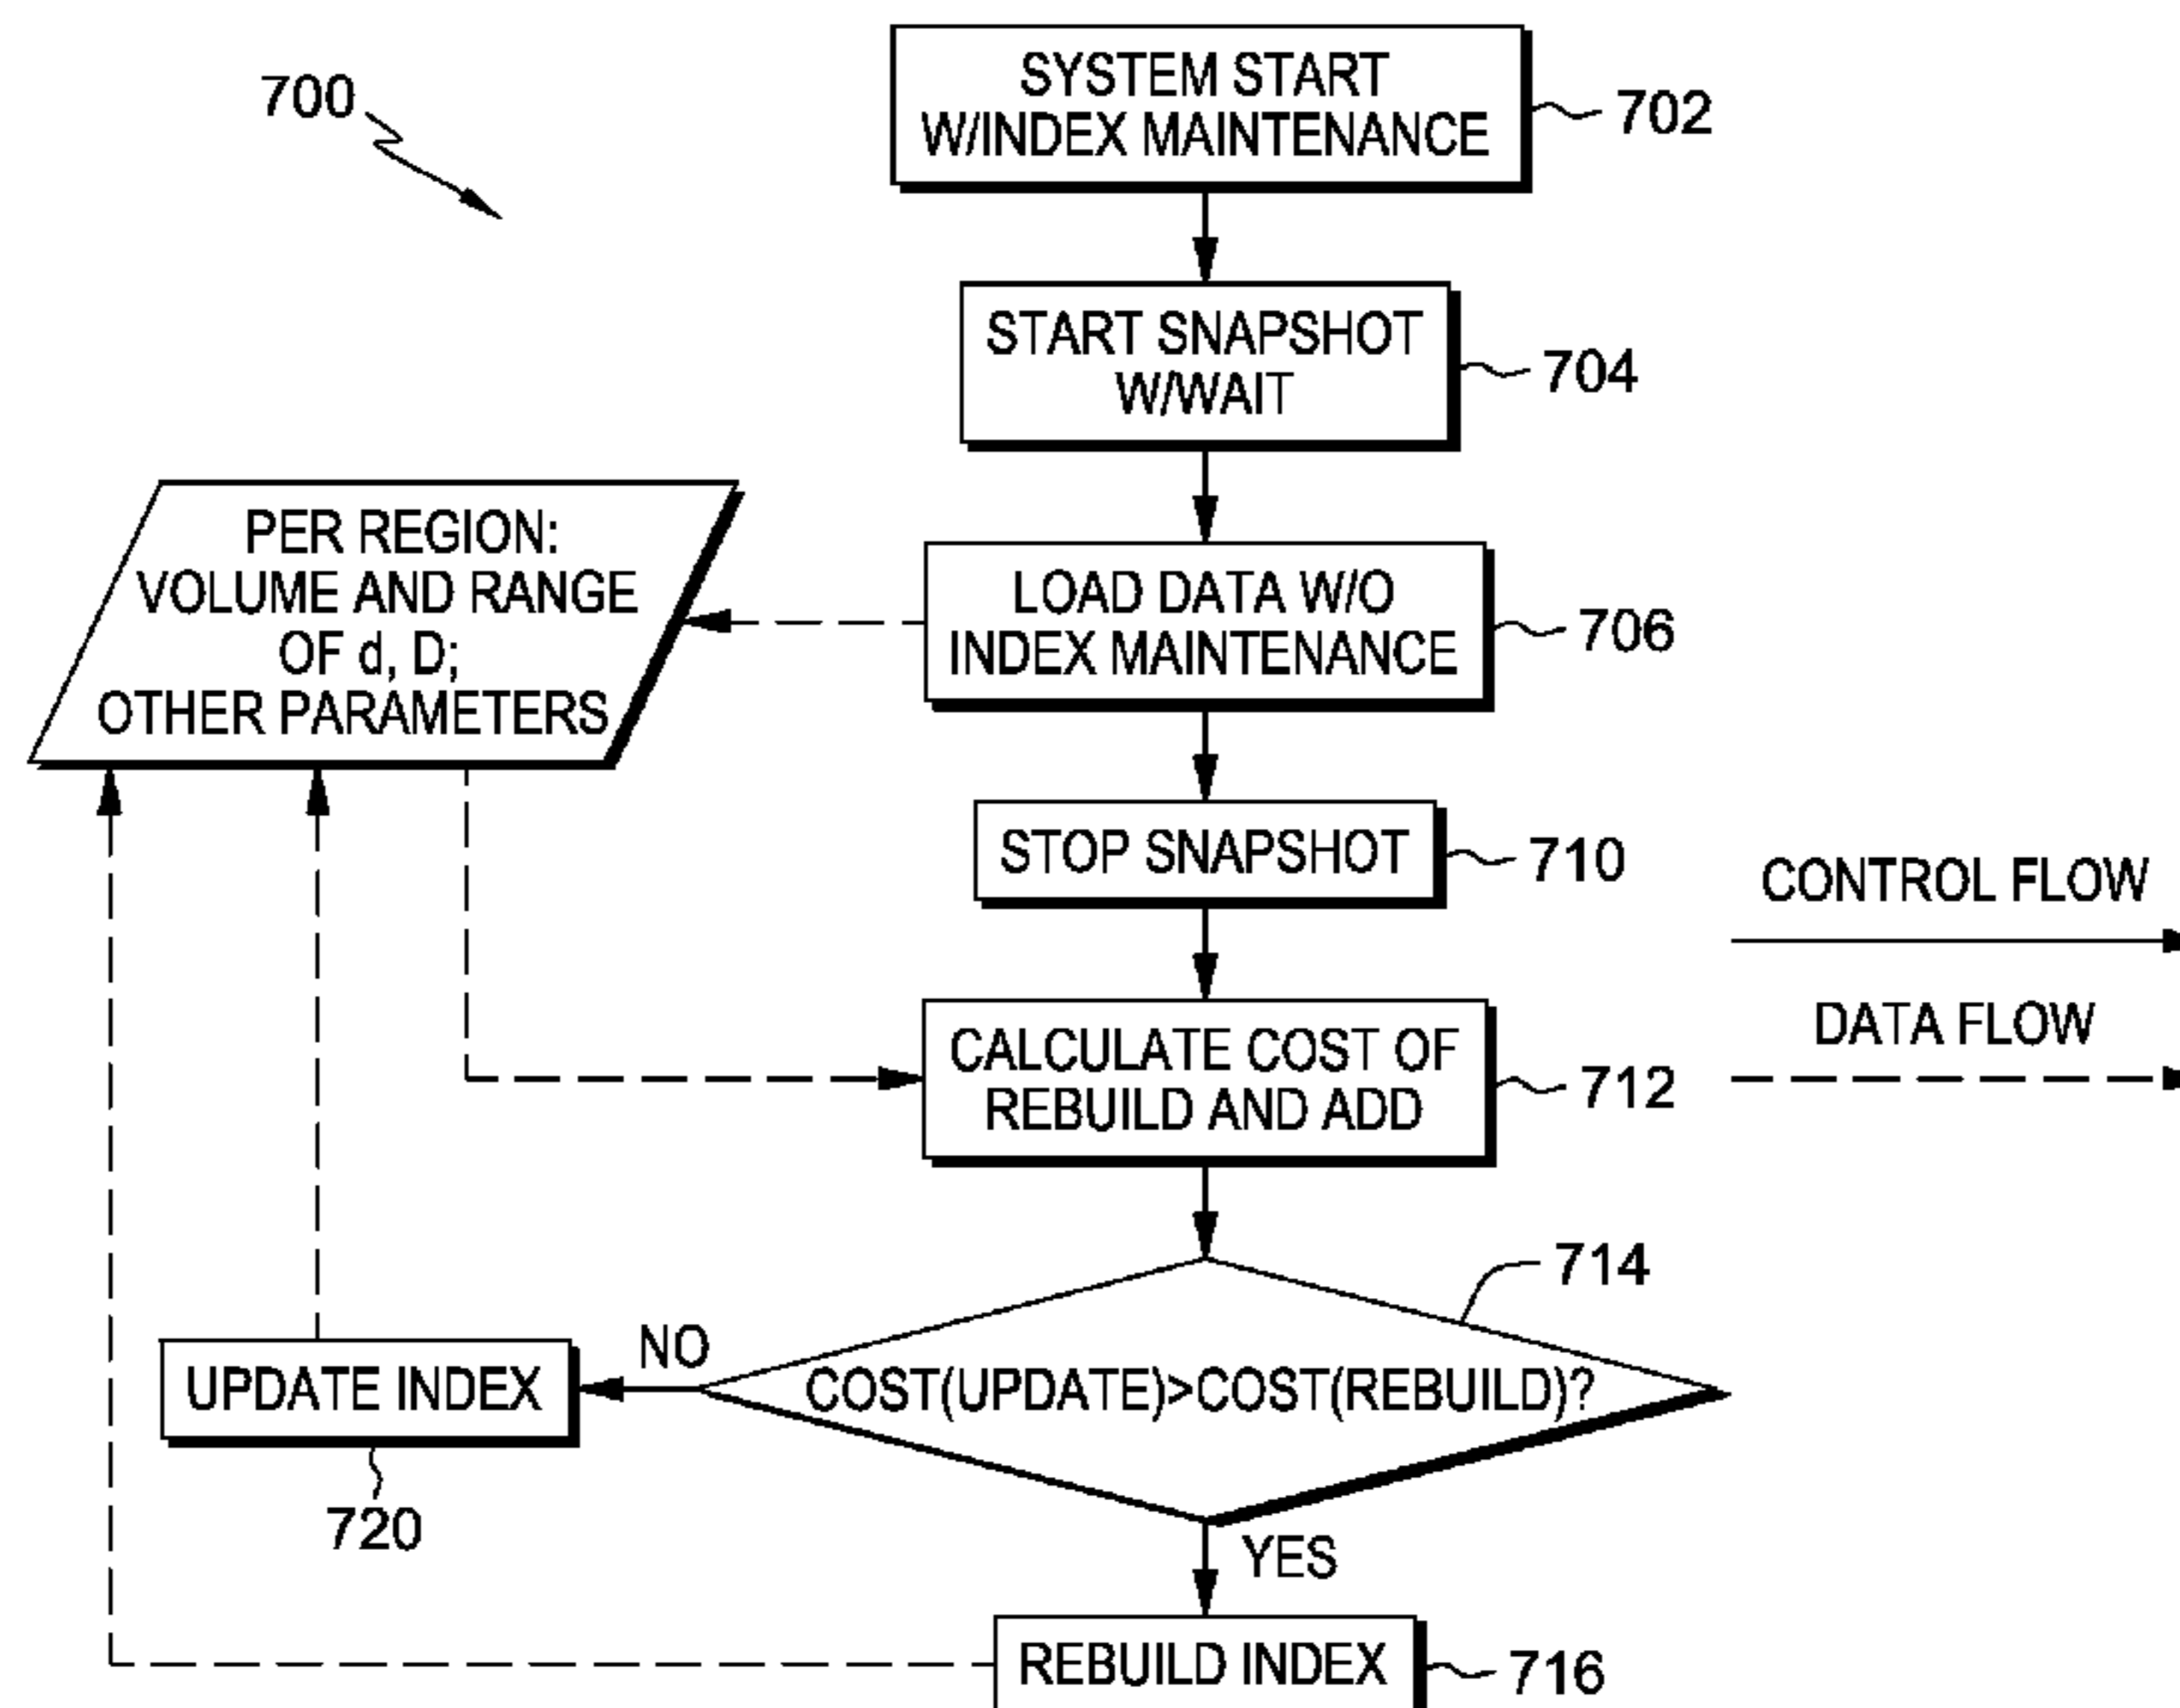 700
SYSTEM START
W/INDEX MAINTENANCE
702
START SNAPSHOT
W/WAIT
704
PER REGION:
VOLUME AND RANGE
OF d, D;
OTHER PARAMETERS
LOAD DATA W/O
INDEX MAINTENANCE
706
STOP SNAPSHOT
710
CONTROL FLOW
DATA FLOW
CALCULATE COST OF
REBUILD AND ADD
712
714
COST(UPDATE)>COST(REBUILD)?
NO
UPDATE INDEX
720
YES
REBUILD INDEX
716